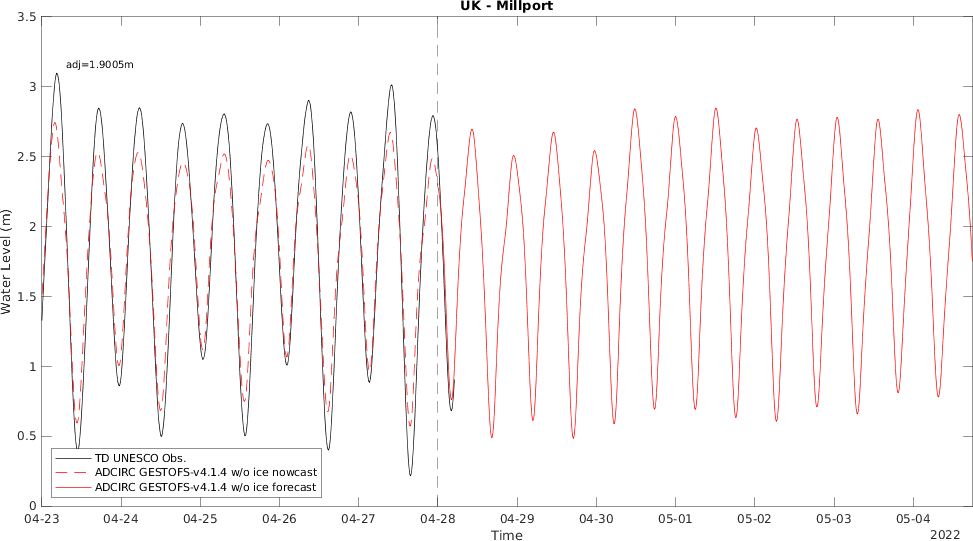 UK - Millport
3.5
adj=1.9005m
3
2.5
2
Water Level (m)
1.5
1
0.5
TD UNESCO Obs.
ADCIRC GESTOFS-v4.1.4 w/o ice nowcast
ADCIRC GESTOFS-v4.1.4 w/o ice forecast
0
04-23 04-24 04-25 04-26 04-27 04-28 04-29 04-30 05-01 05-02 05-03 05-04
Time
2022